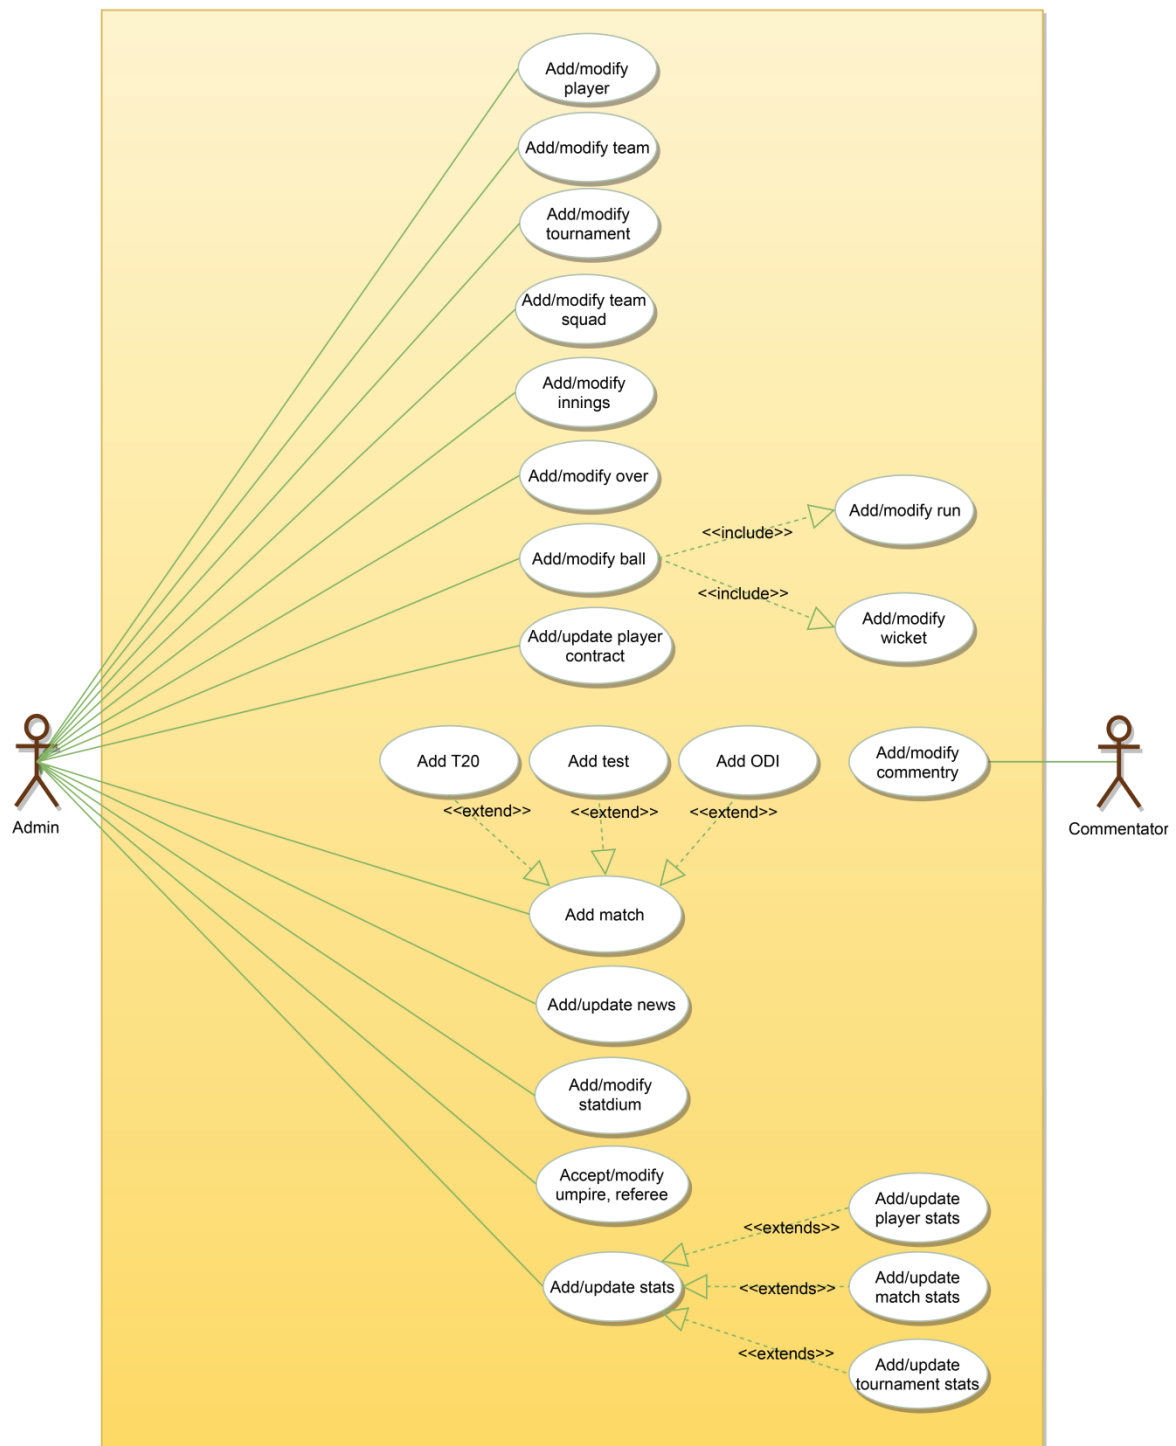 Add/modify
player
Add/modify team
Add/modify
tournament
Add/modify team
squad
Add/modify
innings
Add/modify over
Add/modify run
<<include>>
Add/modify ball
<<include>>
Add/modify
wicket
Add/update player
contract
Add T20
Add test
Add ODI
Add/modify
commentry
<<extend>>
<<extend>>
<<extend>>
Admin
Commentator
Add match
Add/update news
Add/modify
statdium
Accept/modify
umpire, referee
Add/update
player stats
<<extends>>
Add/update stats
<<extends>>
Add/update
match stats
<<extends>>
Add/update
tournament stats